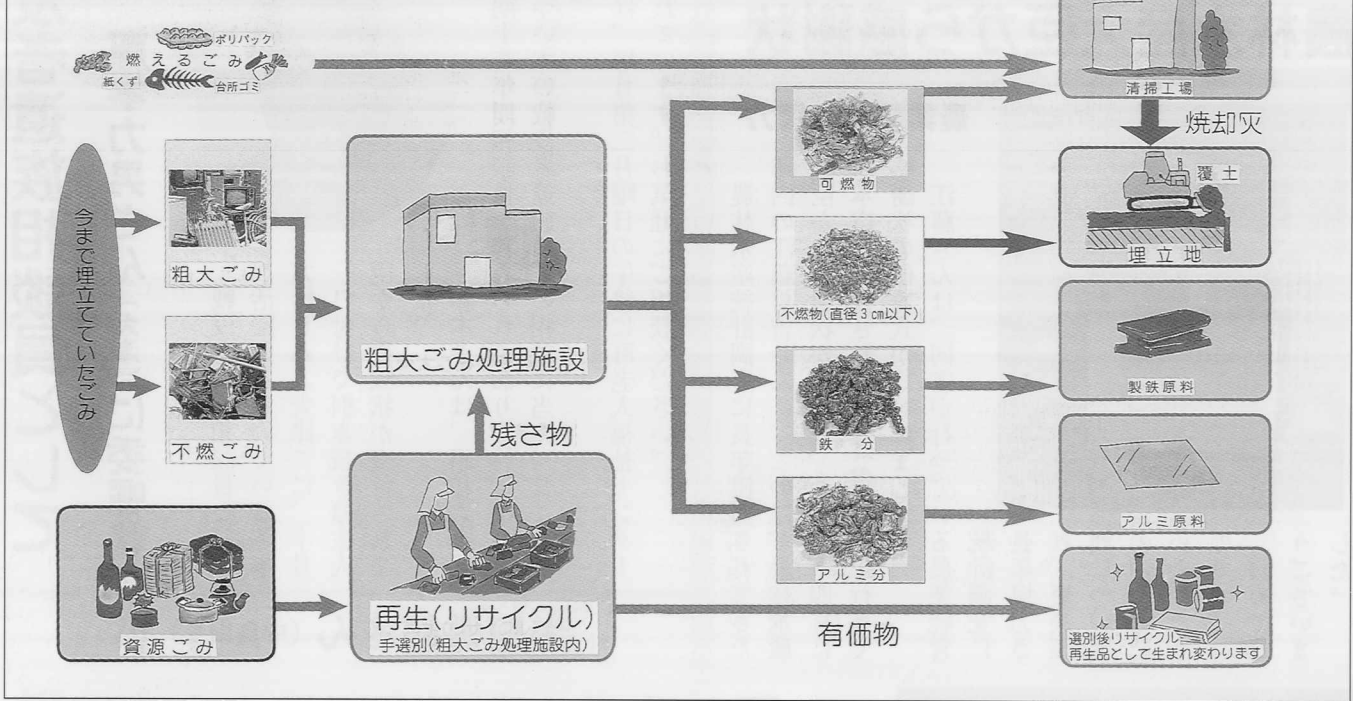 ポリパック
燃えるごみ
紙くず
台所ゴミ
清掃工場
焼却灰
可燃物
覆土
埋立地
今まで埋立てていたごみ
粗大ごみ
不燃物(直径3cm以下)
粗大ごみ処理施設
製鉄原料
鉄 分
不燃ごみ
残さ物
アルミ原料
アルミ分
資源ごみ
再生(リサイクル)
手選別(粗大ごみ処理施設内)
有価物
選別後リサイクル
再生品として生まれ変わります